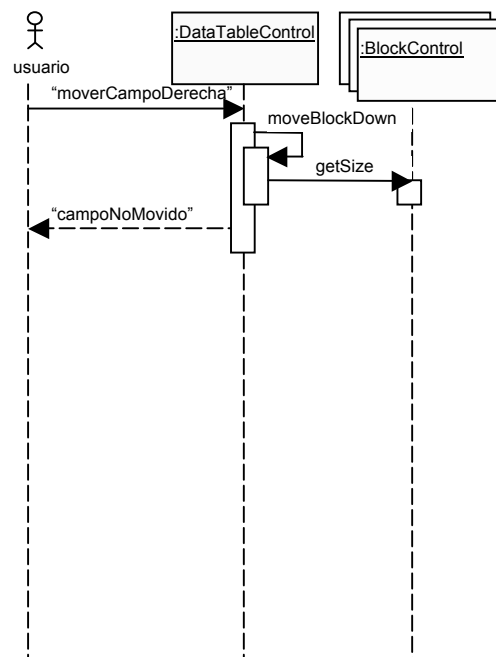 :DataTableControl
:BlockControl
usuario
“moverCampoDerecha”
moveBlockDown
getSize
“campoNoMovido”